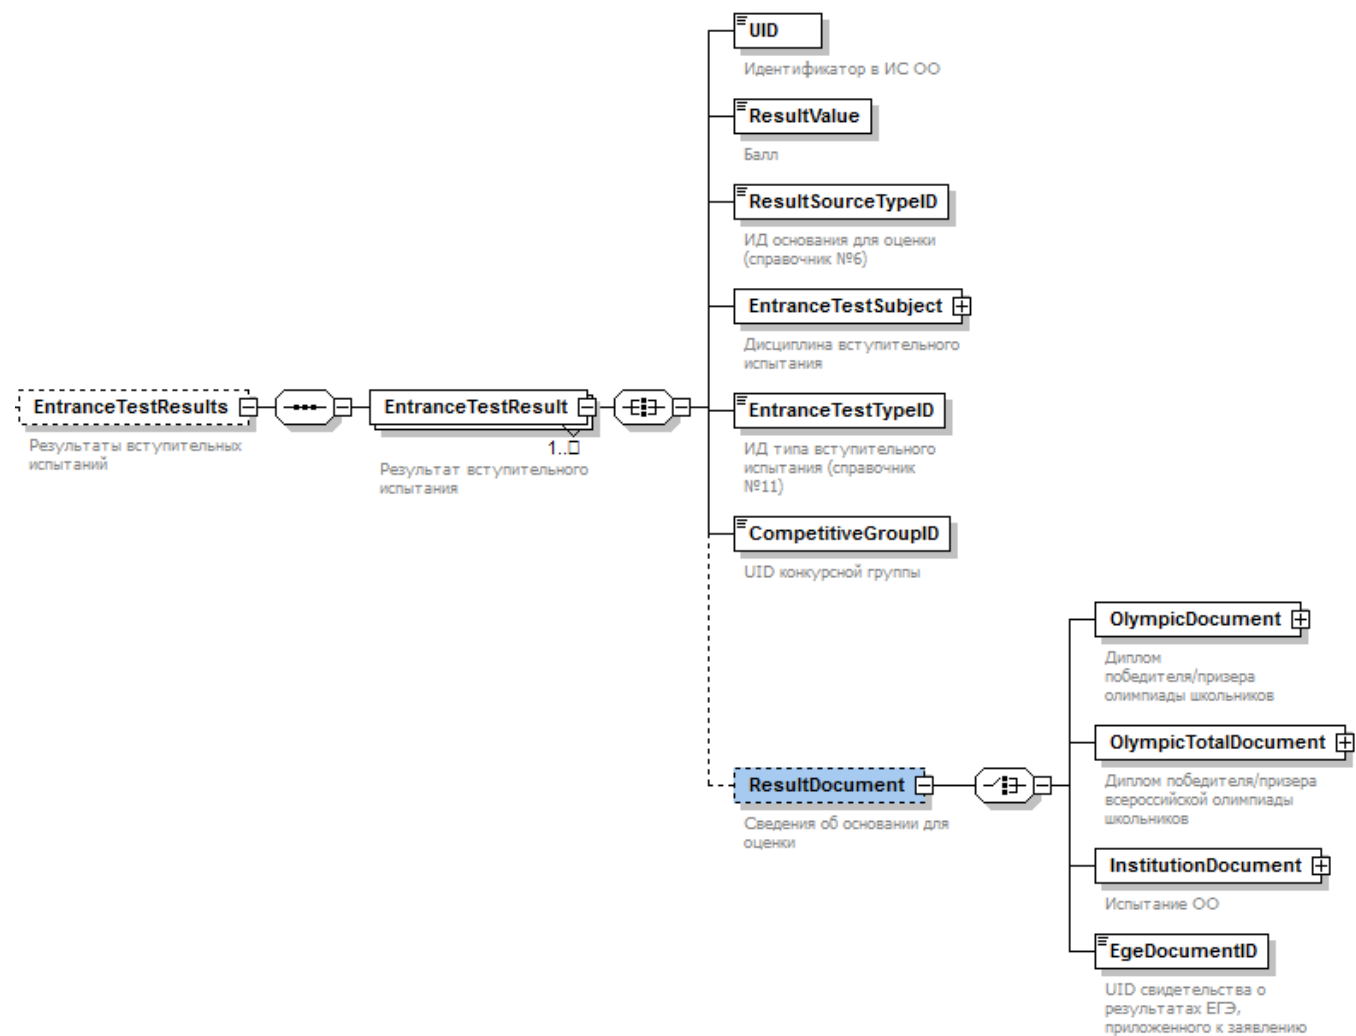 UID
Идентификатор в ИС ОО
ResultValue
Балл
ResultSourceTypeID
ИД основания для оценки
(справочник №6)
EntranceTestSubject
Дисциплина вступительного
испытания
EntranceTestResults
Результаты вступительных
испытаний
EntranceTestResult
1..□
Результат вступительного
испытания
EntranceTestTypeID
ИД типа вступительного
испытания (справочник
№11)
CompetitiveGroupID
UID конкурсной группы
ResultDocument
Сведения об основании для
оценки
OlympicDocument
Диплом
победителя/призера
олимпиады школьников
OlympicTotalDocument
Диплом победителя/призера
всероссийской олимпиады
школьников
InstitutionDocument
Испытание ОО
EgeDocumentID
UID свидетельства о
результатах ЕГЭ,
приложенного к заявлению